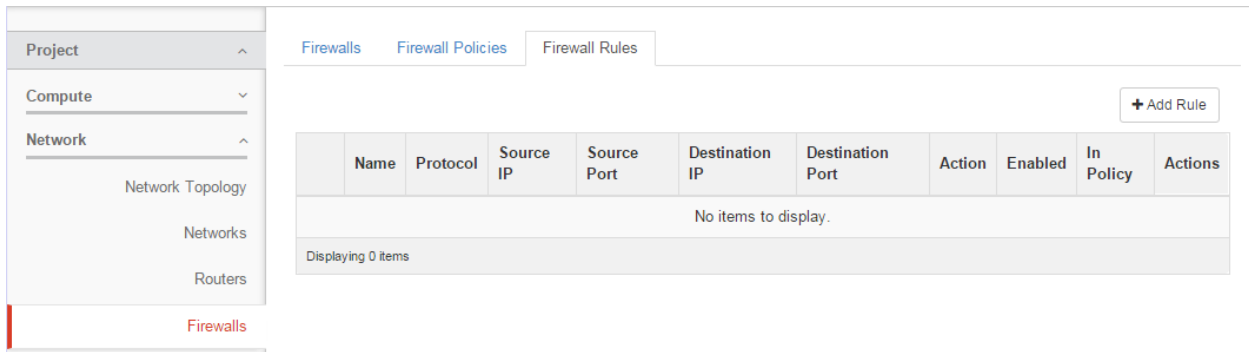 Project
Compute
Network
Network Topology
Networks
Routers
Firewalls
Firewalls Firewall Policies Firewall Rules
+ Add Rule
Name Protocol Source IP Source Port Destination IP Destination Port Action Enabled In Policy Actions
No items to display.
Displaying 0 items